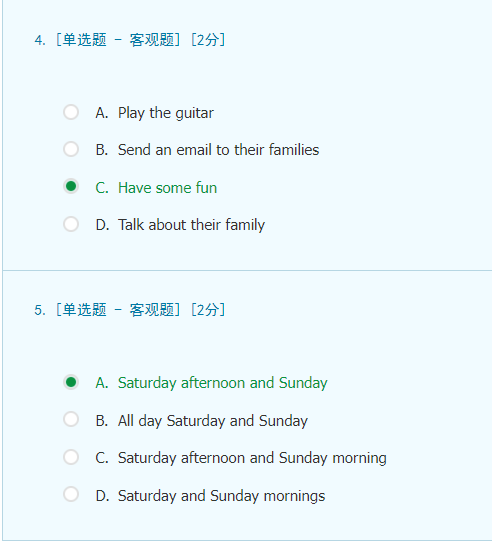 4. [单选题 - 客观题] [2分]
A. Play the guitar
B. Send an email to their families
C. Have some fun
D. Talk about their family
5. [单选题 - 客观题] [2分]
A. Saturday afternoon and Sunday
B. All day Saturday and Sunday
C. Saturday afternoon and Sunday morning
D. Saturday and Sunday mornings